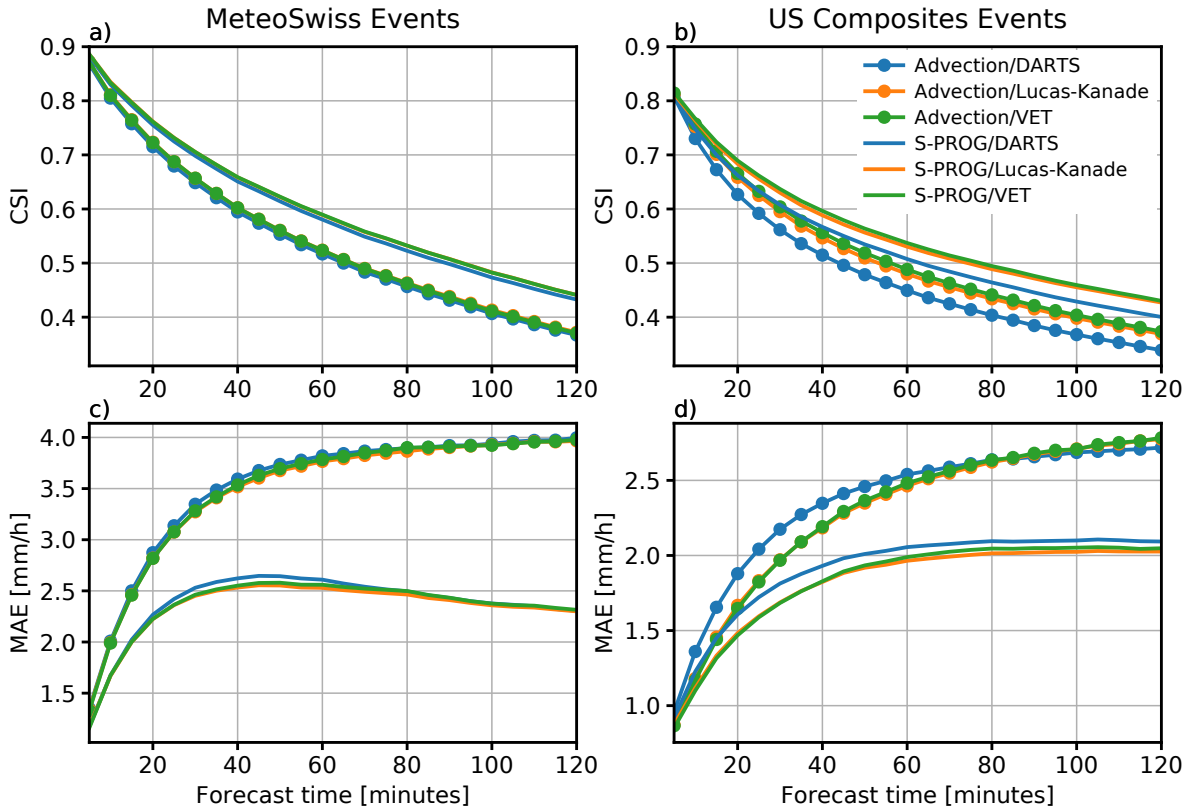 MeteoSwiss Events
US Composites Events
a)
b)
0.9
0.8
0.7
0.6
0.5
0.4
CSI
20 40 60 80 100 120
0.9
0.8
0.7
0.6
0.5
0.4
CSI
20 40 60 80 100 120
Advection/DARTS
Advection/Lucas-Kanade
Advection/VET
S-PROG/DARTS
S-PROG/Lucas-Kanade
S-PROG/VET
c)
d)
4.0
3.5
3.0
2.5
2.0
1.5
MAE [mm/h]
20 40 60 80 100 120
Forecast time [minutes]
2.5
2.0
1.5
1.0
MAE [mm/h]
20 40 60 80 100 120
Forecast time [minutes]